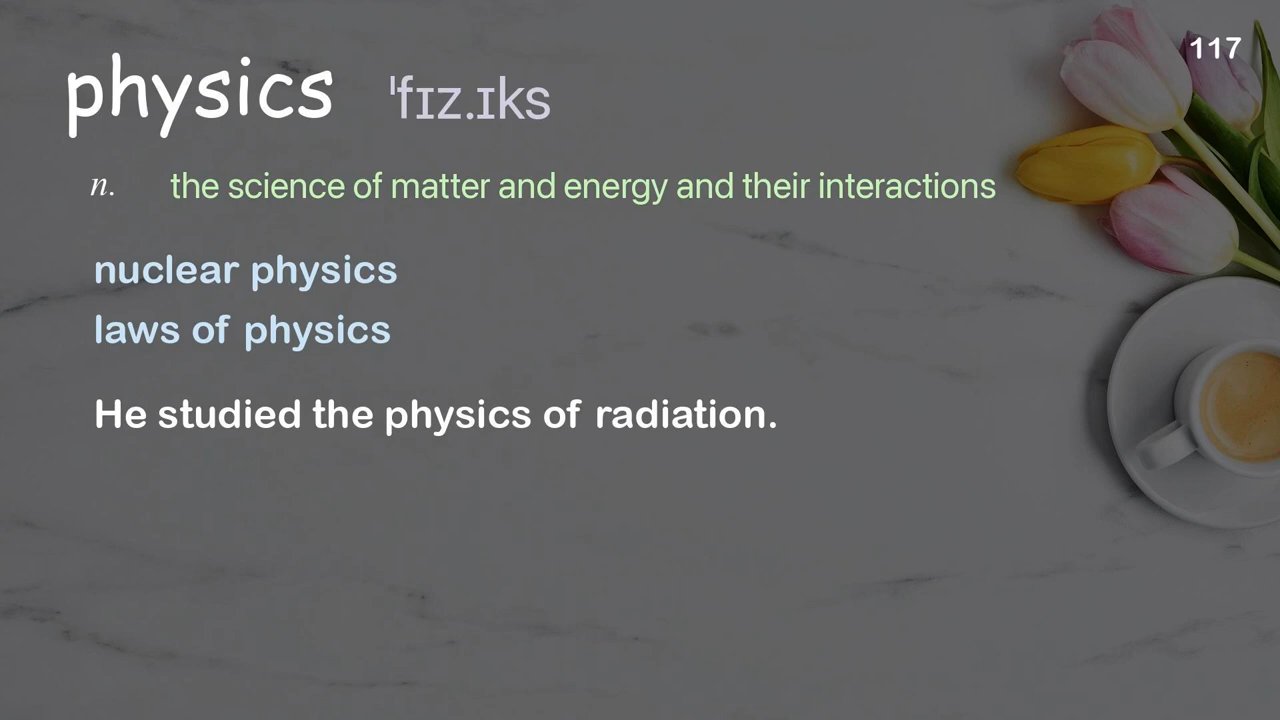 117
physics ˈfɪz.ɪks
n. the science of matter and energy and their interactions
nuclear physics
laws of physics
He studied the physics of radiation.